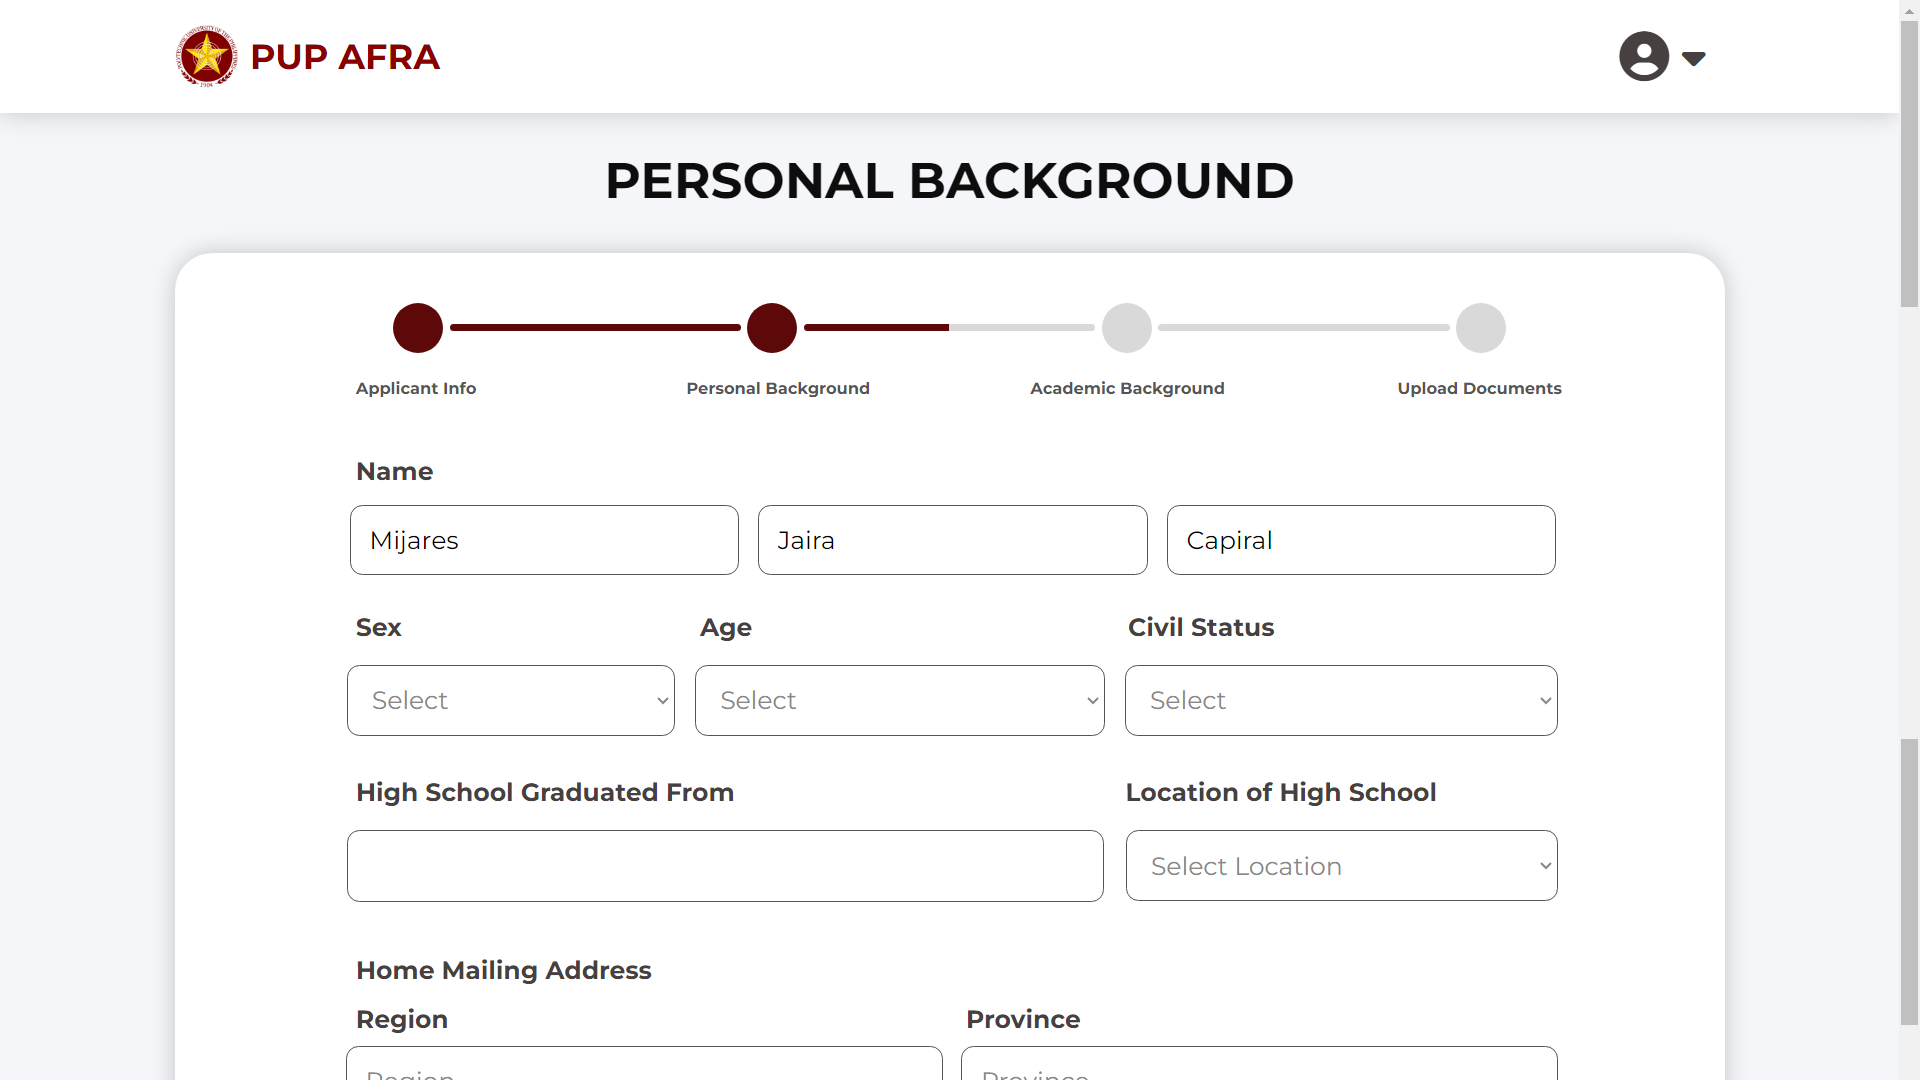 PUP AFRA
PERSONAL BACKGROUND
Applicant Info
Personal Background
Academic Background
Upload Documents
Name
Mijares
Jaira
Capiral
Sex
Age
Civil Status
Select
Select
Select
High School Graduated From
Location of High School
Select Location
Home Mailing Address
Region
Province
Region
Province